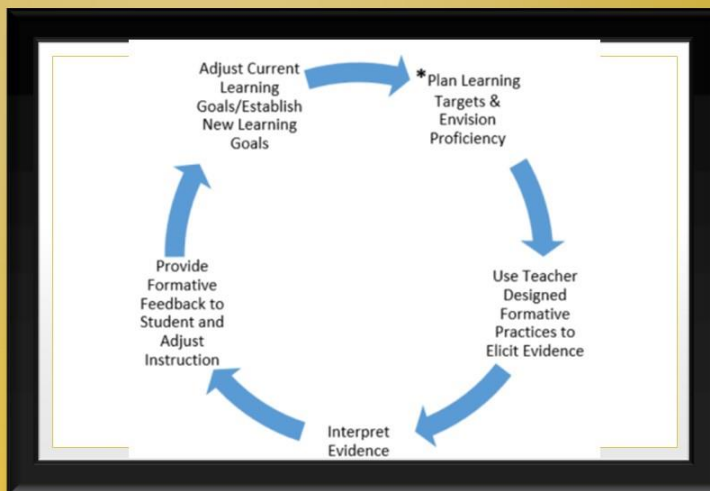 Adjust Current
Learning
Goals/Establish
New Learning
Goals
*Plan Learning
Targets &
Envision
Proficiency
Use Teacher
Designed
Formative
Practices to
Elicit Evidence
Interpret
Evidence
Provide
Formative
Feedback to
Student and
Adjust
Instruction